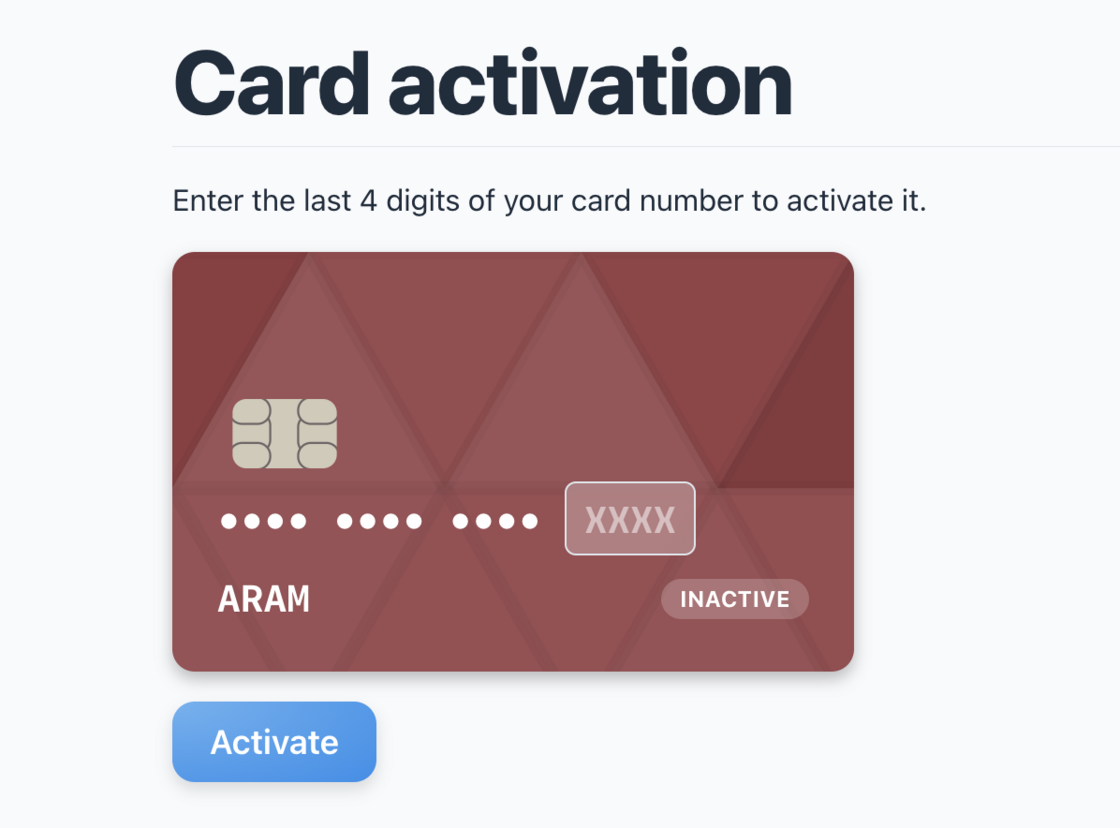 Card activation
Enter the last 4 digits of your card number to activate it.
•••• •••• •••• XXXX
ARAM INACTIVE
Activate